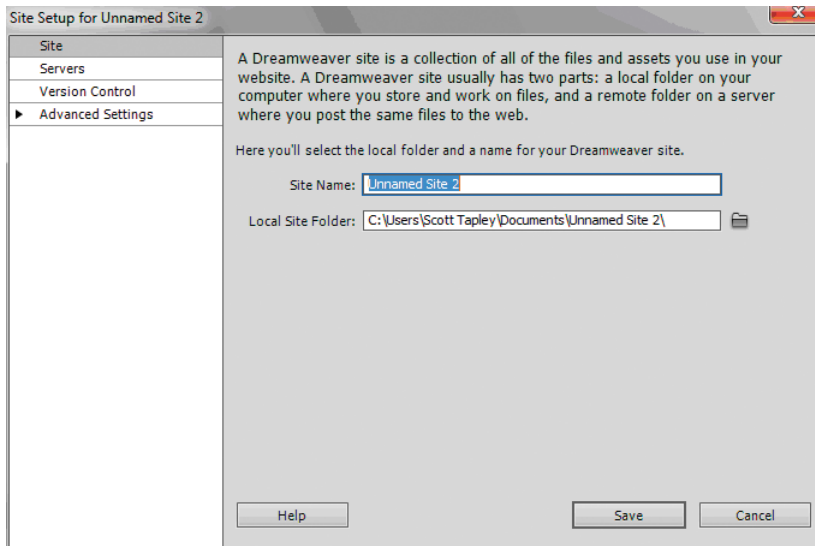 Site Setup for Unnamed Site 2
Site
Servers
Version Control
Advanced Settings
A Dreamweaver site is a collection of all of the files and assets you use in your
website. A Dreamweaver site usually has two parts: a local folder on your
computer where you store and work on files, and a remote folder on a server
where you post the same files to the web.
Here you'll select the local folder and a name for your Dreamweaver site.
Site Name: Unnamed Site 2
Local Site Folder: C:\Users\Scott Tapley\Documents\Unnamed Site 2\
Help Save Cancel